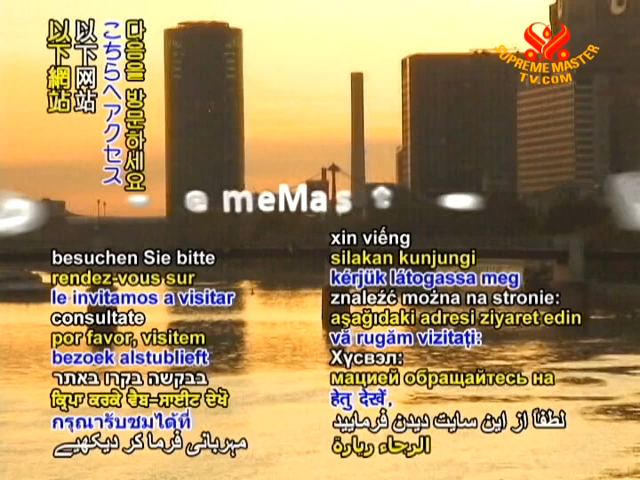 以下網站
以下网站
こちらへアクセス
다음을 방문하세요
SUPREME MASTER
TV.COM
e meMas t
besuchen Sie bitte
rendez-vous sur
le invitamos a visitar
consultate
por favor, visitem
bezoek alstublieft
בבקשה בקרו באתר
ਕ੍ਰਿਪਾ ਕਰਕੇ ਵੈਬ-ਸਾਈਟ ਦੇਖੋ
กรุณารับชมได้ที่
مہربانی فرما کر دیکھیے
xin viếng
silakan kunjungi
kérjük látogassa meg
znaleźć można na stronie:
aşağıdaki adresi ziyaret edin
vă rugăm vizitați:
Хүсвэл:
мацией обращайтесь на
हेतु देखें,
لطفاً از این سایت دیدن فرمایید
الرجاء زيارة